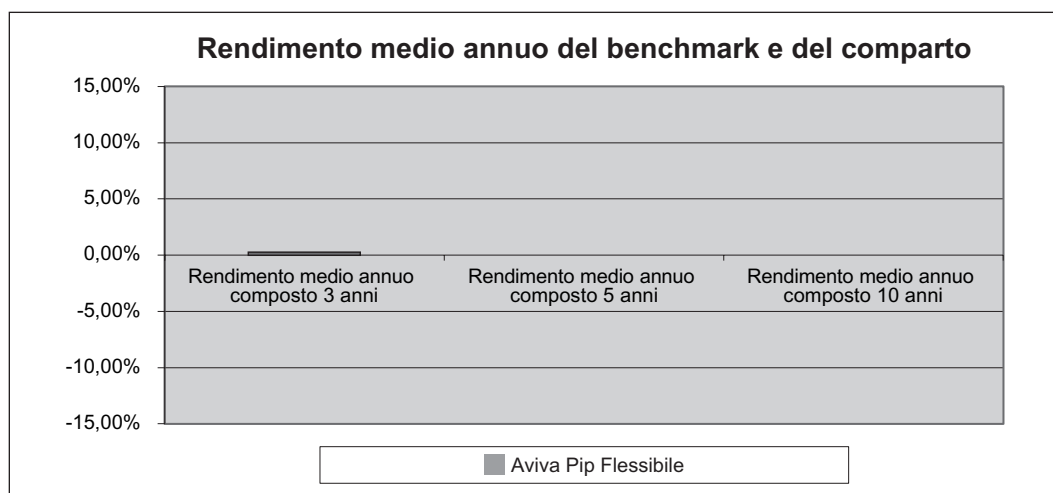 Rendimento medio annuo del benchmark e del comparto
15,00%
10,00%
5,00%
0,00%
Rendimento medio annuo
composto 3 anni
Rendimento medio annuo
composto 5 anni
Rendimento medio annuo
composto 10 anni
-5,00%
-10,00%
-15,00%
Aviva Pip Flessibile